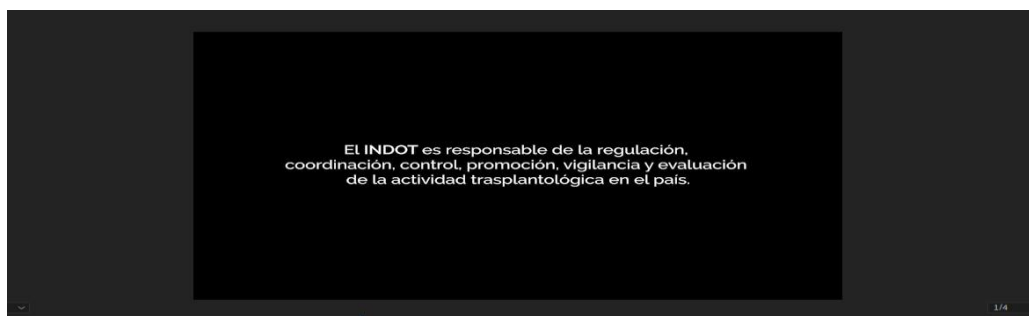 El INDOT es responsable de la regulación,
coordinación, control, promoción, vigilancia y evaluación
de la actividad trasplantológica en el país.
1/4